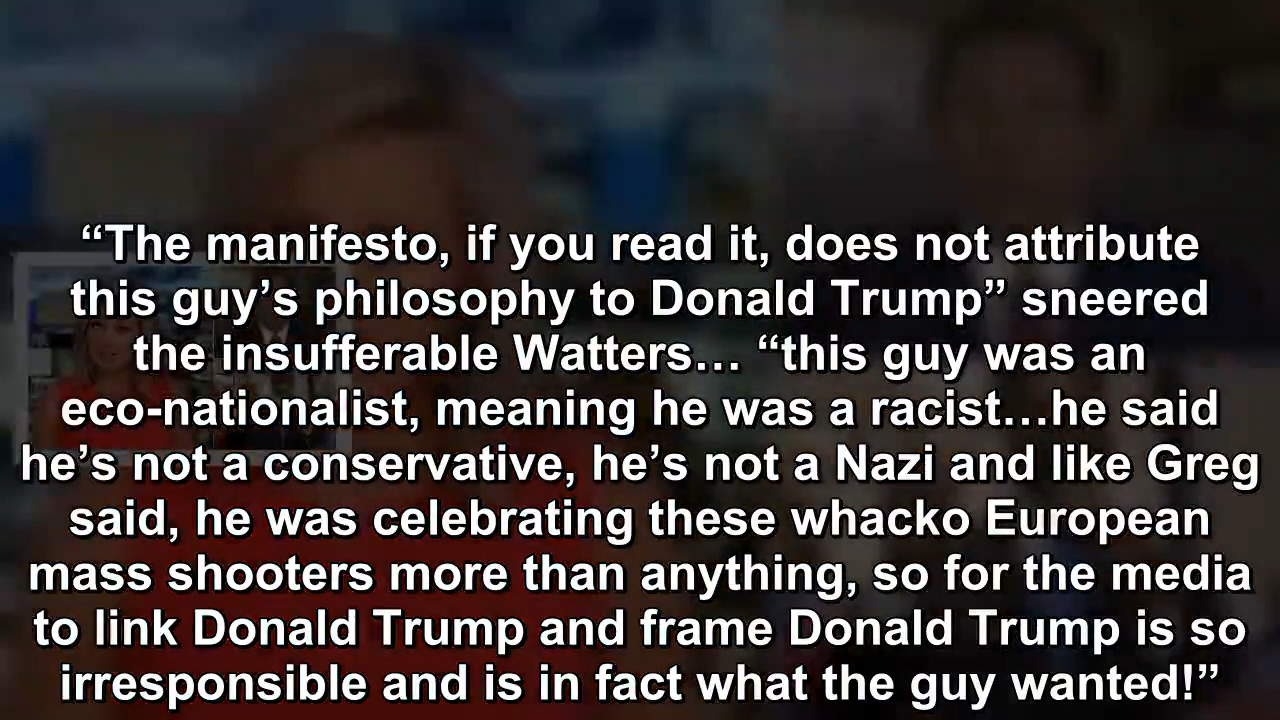 “The manifesto, if you read it, does not attribute
this guy’s philosophy to Donald Trump” sneered
the insufferable Watters… “this guy was an
eco-nationalist, meaning he was a racist…he said
he’s not a conservative, he’s not a Nazi and like Greg
said, he was celebrating these whacko European
mass shooters more than anything, so for the media
to link Donald Trump and frame Donald Trump is so
irresponsible and is in fact what the guy wanted!”